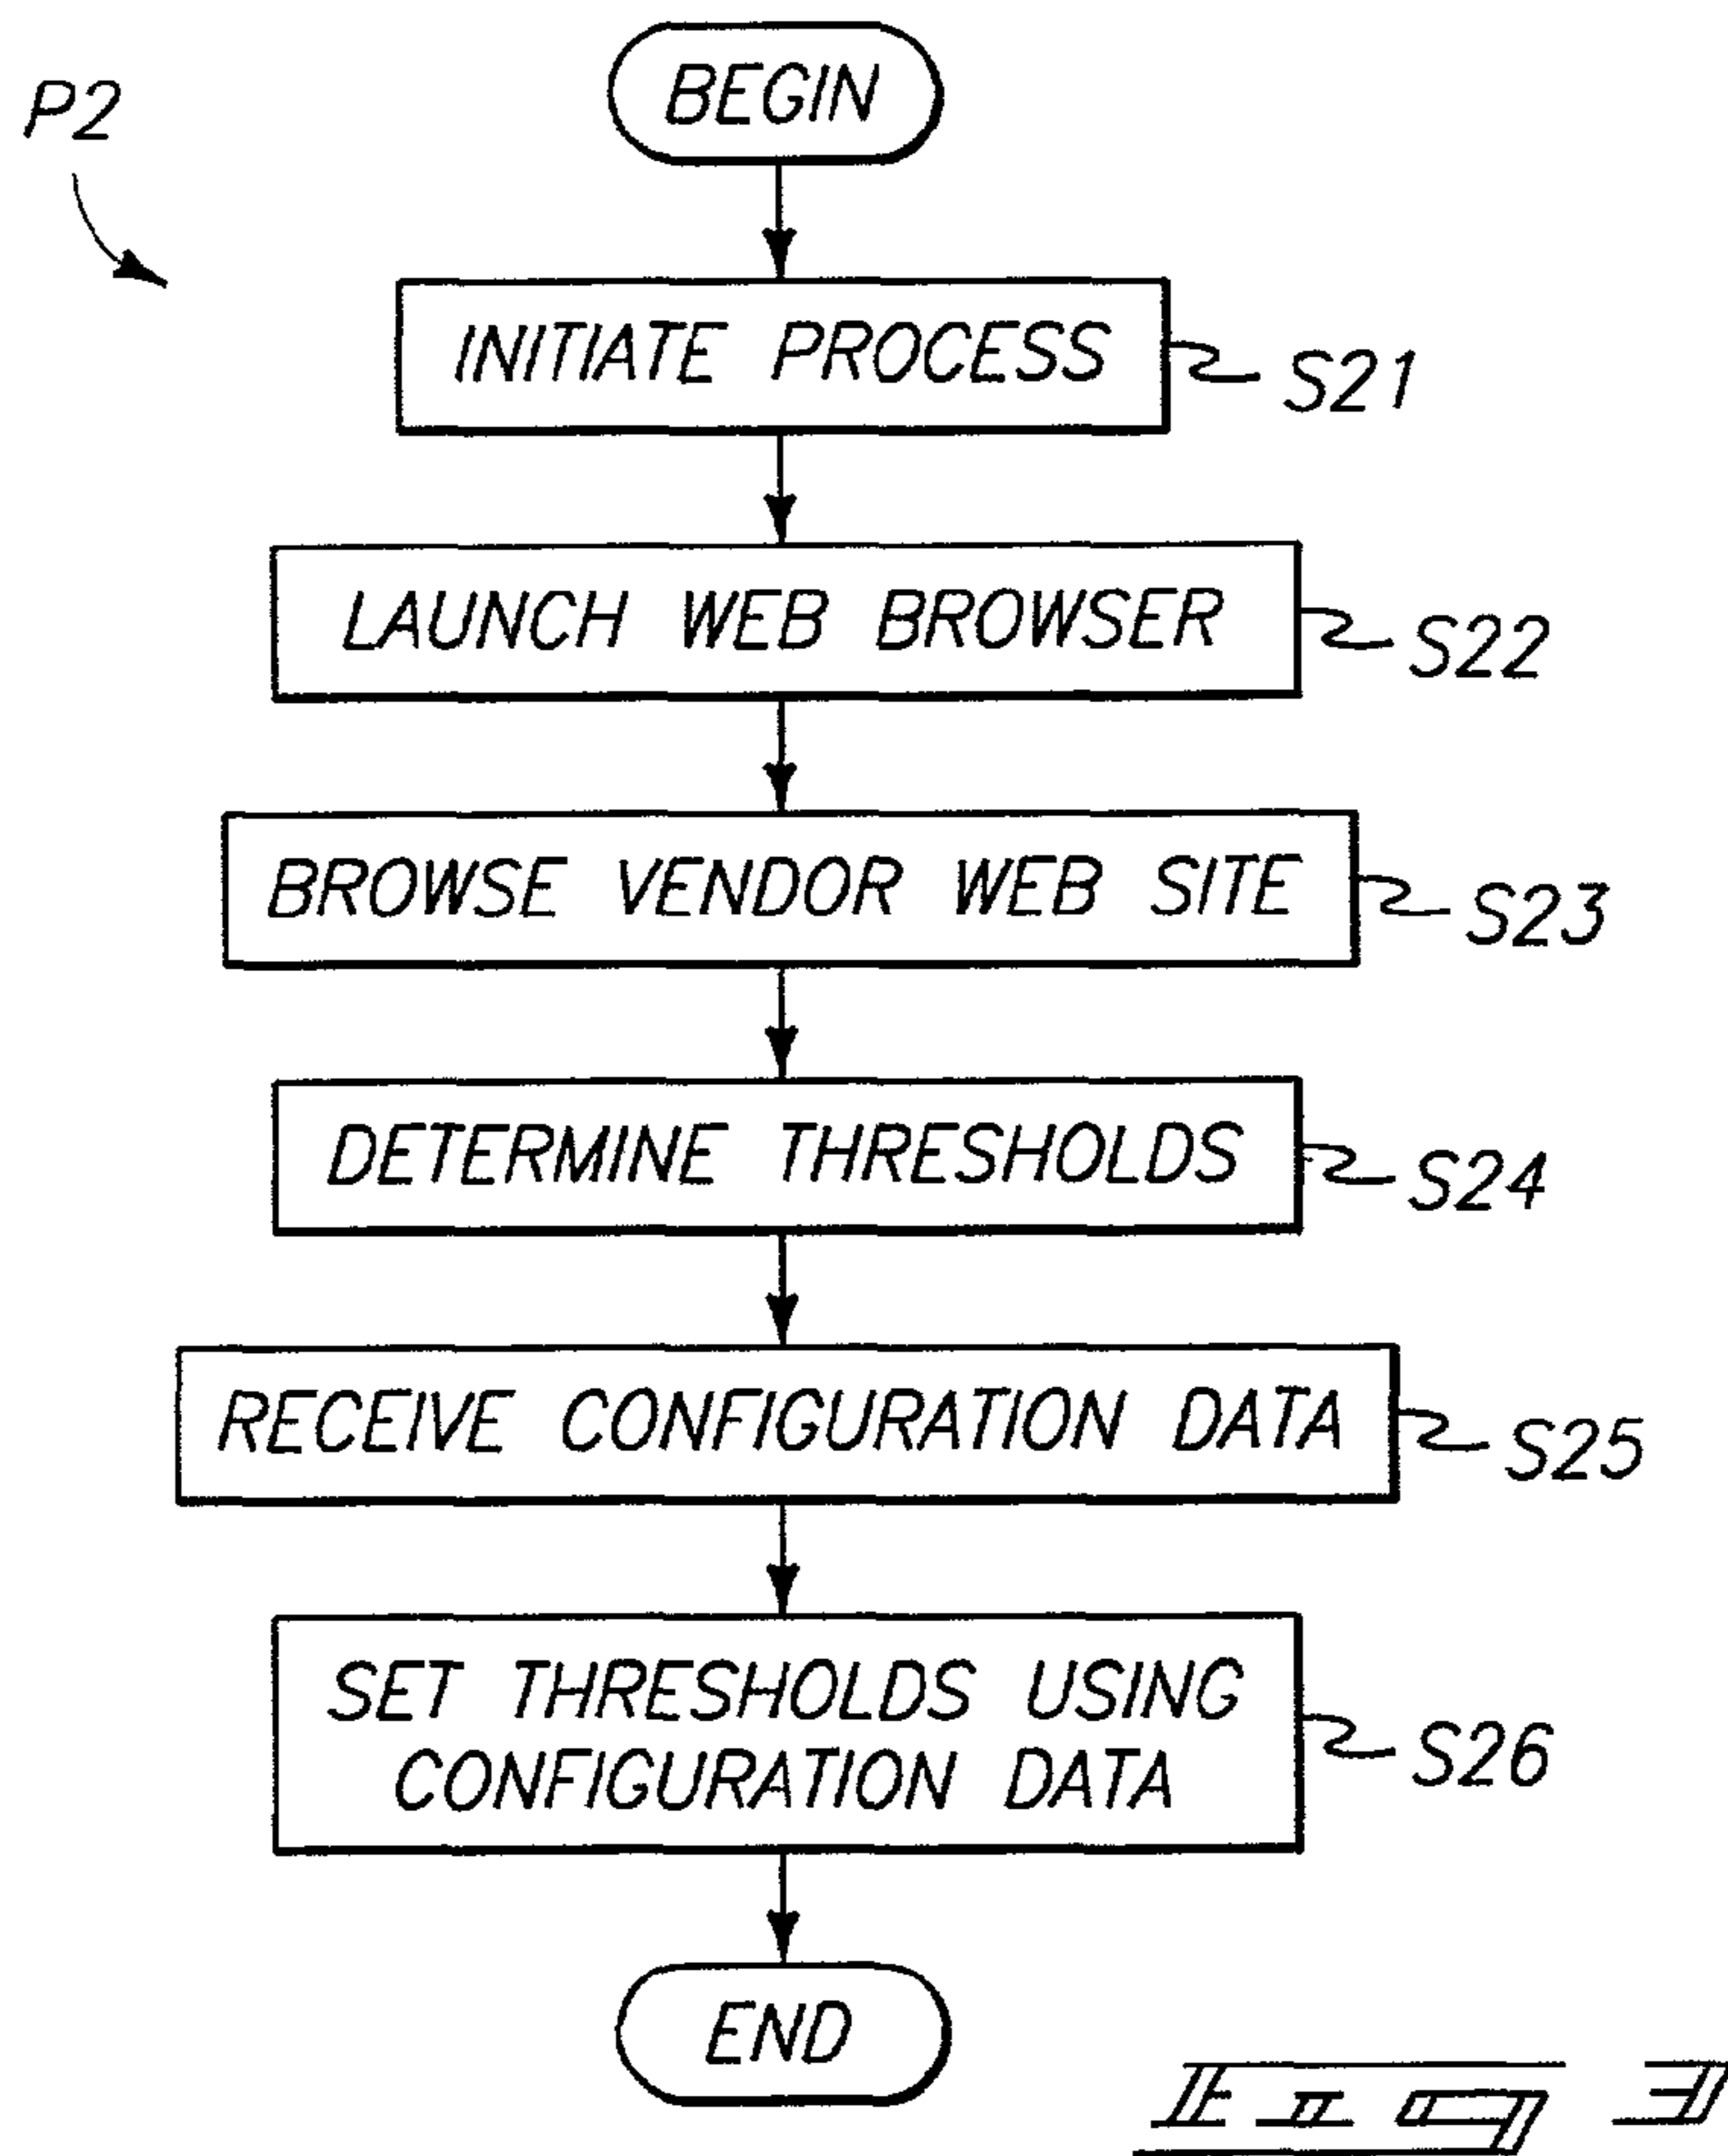 P2
BEGIN
INITIATE PROCESS
S21
LAUNCH WEB BROWSER
S22
BROWSE VENDOR WEB SITE
S23
DETERMINE THRESHOLDS
S24
RECEIVE CONFIGURATION DATA
S25
SET THRESHOLDS USING
CONFIGURATION DATA
S26
END